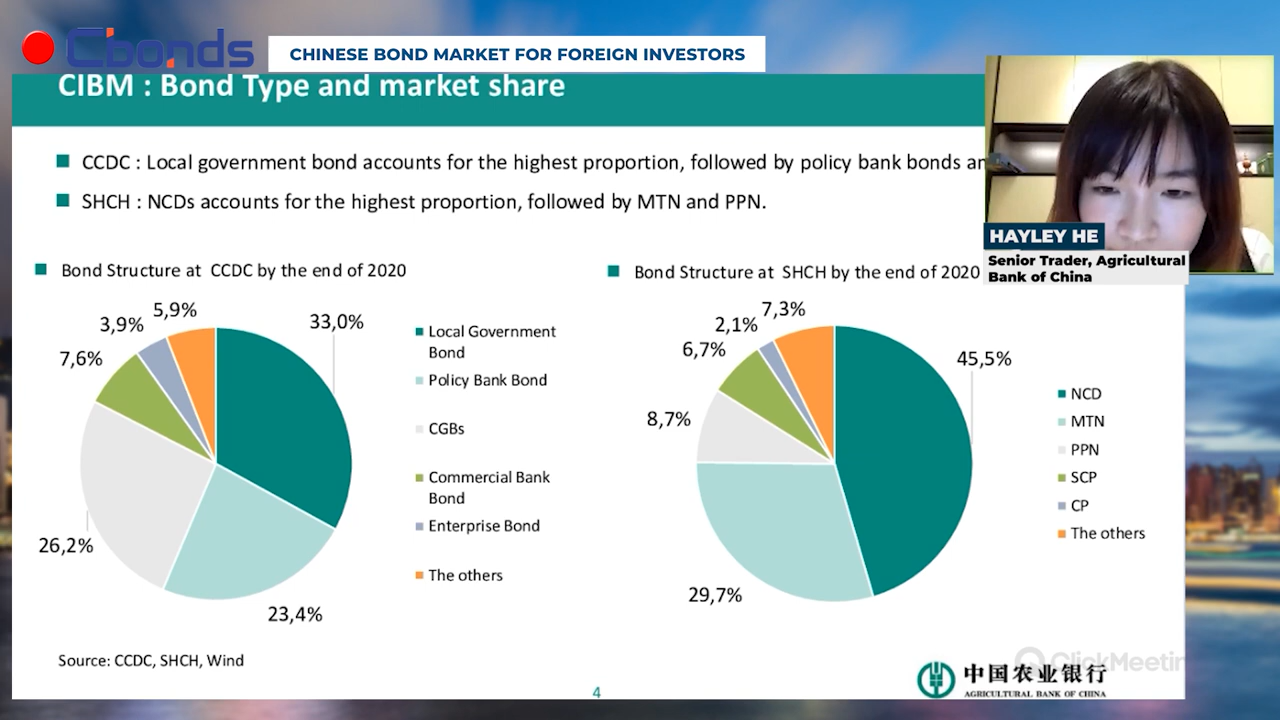 Cbonds
CHINESE BOND MARKET FOR FOREIGN INVESTORS
CIBM : Bond Type and market share
CCDC : Local government bond accounts for the highest proportion, followed by policy bank bonds
SHCH : NCDs accounts for the highest proportion, followed by MTN and PPN.
HAYLEY HE
Senior Trader, Agricultural
Bank of China
Bond Structure at CCDC by the end of 2020
33,0%
23,4%
26,2%
7,6%
3,9%
5,9%
Local Government
Bond
Policy Bank Bond
CGBs
Commercial Bank
Bond
Enterprise Bond
The others
Bond Structure at SHCH by the end of 2020
45,5%
29,7%
8,7%
6,7%
2,1%
7,3%
NCD
MTN
PPN
SCP
CP
The others
Source: CCDC, SHCH, Wind
4
中国农业银行
AGRICULTURAL BANK OF CHINA